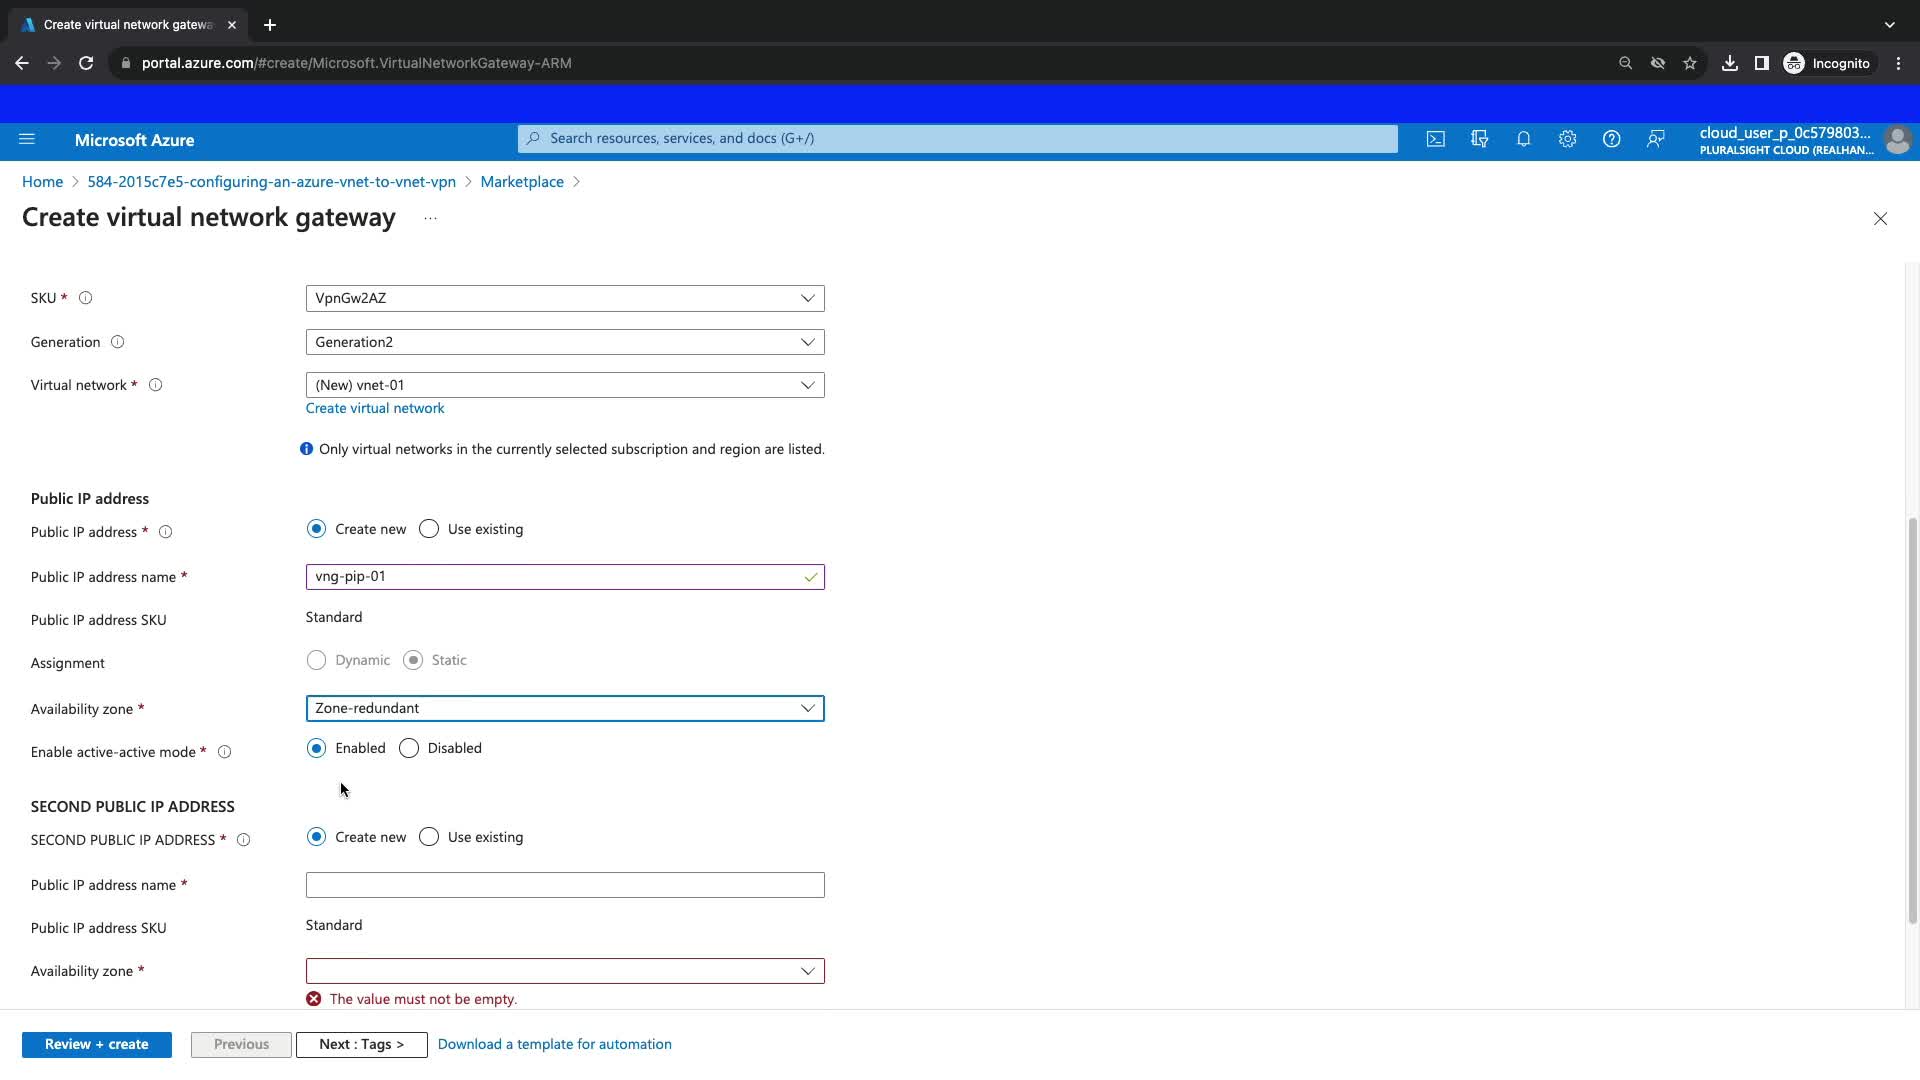 Create virtual network gatewa
portal.azure.com/#create/Microsoft.VirtualNetworkGateway-ARM
Incognito
Microsoft Azure
Search resources, services, and docs (G+/)
cloud_user_p_0c579803...
PLURALSIGHT CLOUD (REALHAN...
Home > 584-2015c7e5-configuring-an-azure-vnet-to-vnet-vpn > Marketplace >
Create virtual network gateway ...
SKU * VpnGw2AZ
Generation Generation2
Virtual network * (New) vnet-01
Create virtual network
Only virtual networks in the currently selected subscription and region are listed.
Public IP address
Public IP address * Create new Use existing
Public IP address name * vng-pip-01
Public IP address SKU Standard
Assignment Dynamic Static
Availability zone * Zone-redundant
Enable active-active mode * Enabled Disabled
SECOND PUBLIC IP ADDRESS
SECOND PUBLIC IP ADDRESS * Create new Use existing
Public IP address name *
Public IP address SKU Standard
Availability zone *
The value must not be empty.
Review + create Previous Next : Tags > Download a template for automation